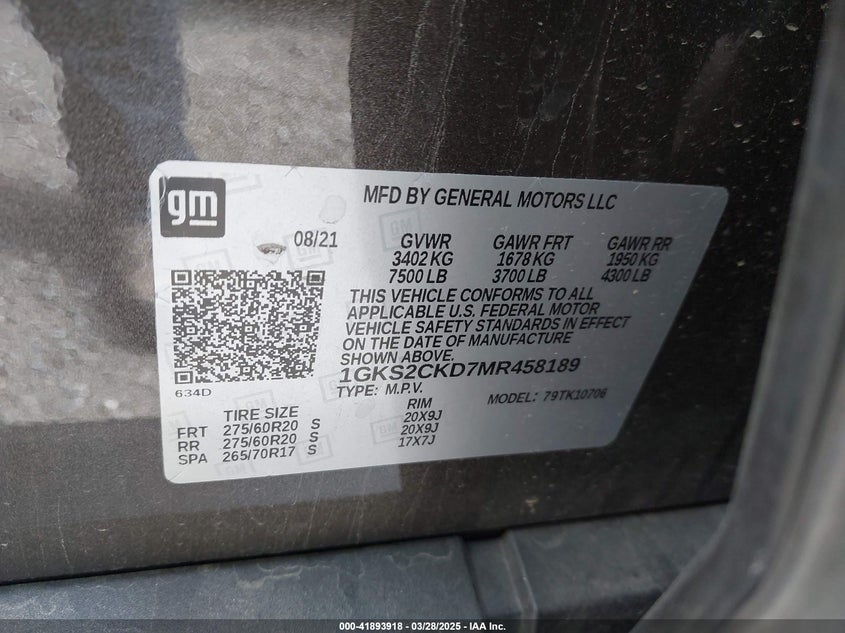 gm
MFD BY GENERAL MOTORS LLC
08/21 GVWR GAWR FRT GAWR RR
3402 KG 1678 KG 1950 KG
7500 LB 3700 LB 4300 LB
THIS VEHICLE CONFORMS TO ALL
APPLICABLE U.S. FEDERAL MOTOR
VEHICLE SAFETY STANDARDS IN EFFECT
ON THE DATE OF MANUFACTURE
SHOWN ABOVE.
1GKS2CKD7MR458189
634D TYPE: M.P.V. MODEL: 79TK10706
TIRE SIZE RIM
FRT 275/60R20 S 20X9J
RR 275/60R20 S 20X9J
SPA 265/70R17 S 17X7J
000-41893918 | 03/28/2025 - IAA Inc.